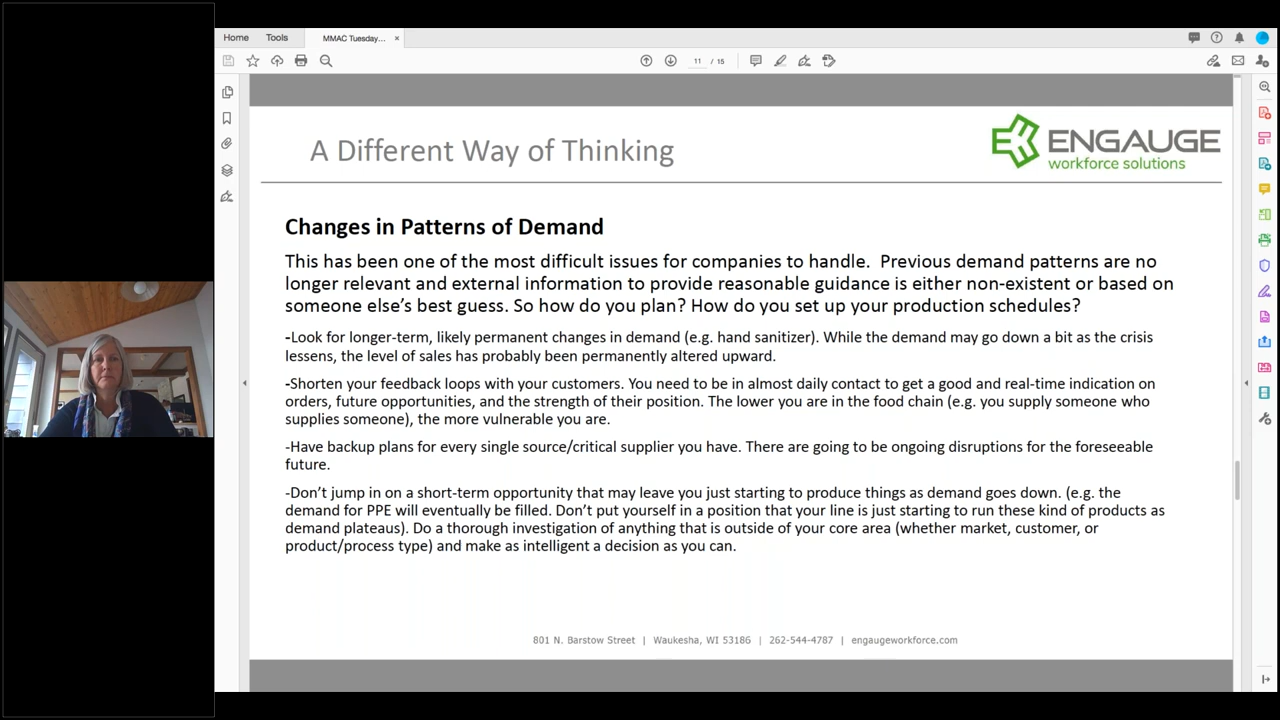 Home Tools MMAC Tuesday... ×
11 / 15
A Different Way of Thinking
ENGAUGE
workforce solutions
Changes in Patterns of Demand
This has been one of the most difficult issues for companies to handle.  Previous demand patterns are no
longer relevant and external information to provide reasonable guidance is either non-existent or based on
someone else’s best guess. So how do you plan? How do you set up your production schedules?
-Look for longer-term, likely permanent changes in demand (e.g. hand sanitizer). While the demand may go down a bit as the crisis
lessens, the level of sales has probably been permanently altered upward.
-Shorten your feedback loops with your customers. You need to be in almost daily contact to get a good and real-time indication on
orders, future opportunities, and the strength of their position. The lower you are in the food chain (e.g. you supply someone who
supplies someone), the more vulnerable you are.
-Have backup plans for every single source/critical supplier you have. There are going to be ongoing disruptions for the foreseeable
future.
-Don’t jump in on a short-term opportunity that may leave you just starting to produce things as demand goes down. (e.g. the
demand for PPE will eventually be filled. Don’t put yourself in a position that your line is just starting to run these kind of products as
demand plateaus). Do a thorough investigation of anything that is outside of your core area (whether market, customer, or
product/process type) and make as intelligent a decision as you can.
801 N. Barstow Street | Waukesha, WI 53186 | 262-544-4787 | engaugeworkforce.com